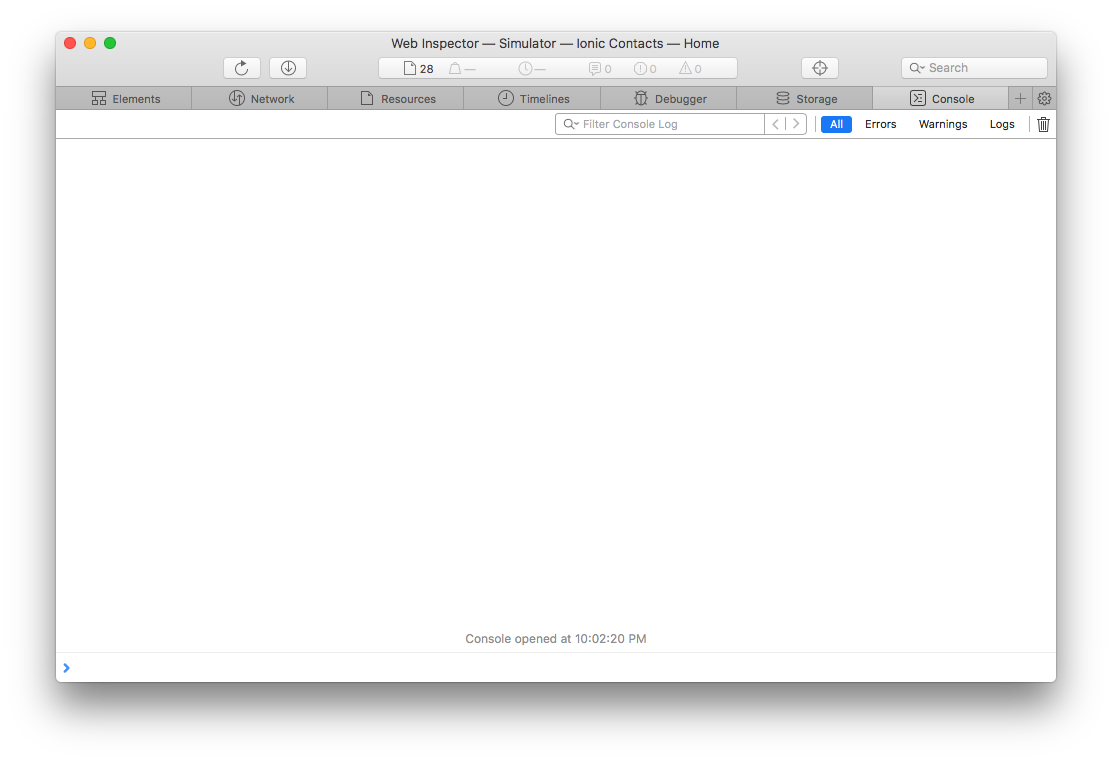 Web Inspector — Simulator — Ionic Contacts — Home
28 — — 0 0 0 Search
Elements Network Resources Timelines Debugger Storage Console
Filter Console Log All Errors Warnings Logs
Console opened at 10:02:20 PM